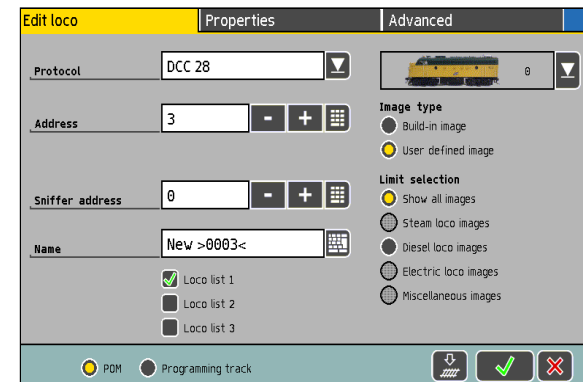 Edit loco
Properties
Advanced
Protocol
DCC 28
0
Address
3
- +
Image type
Build-in image
User defined image
Sniffer address
0
- +
Limit selection
Show all images
Steam loco images
Diesel loco images
Electric loco images
Miscellaneous images
Name
New >0003<
Loco list 1
Loco list 2
Loco list 3
POM
Programming track